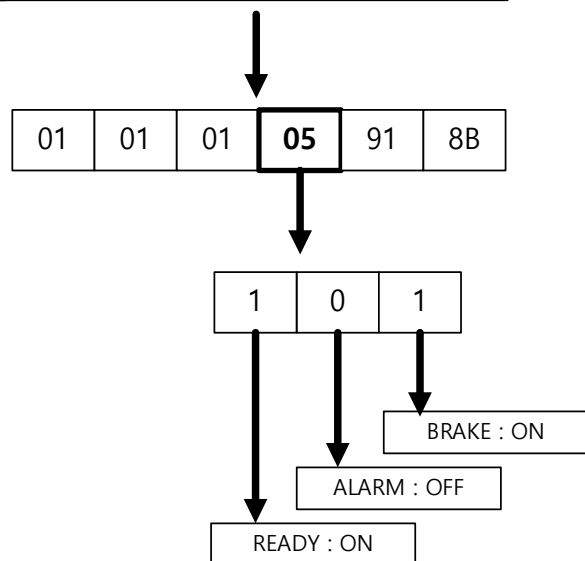 01 01 01 05 91 8B
1 0 1
BRAKE : ON
ALARM : OFF
READY : ON